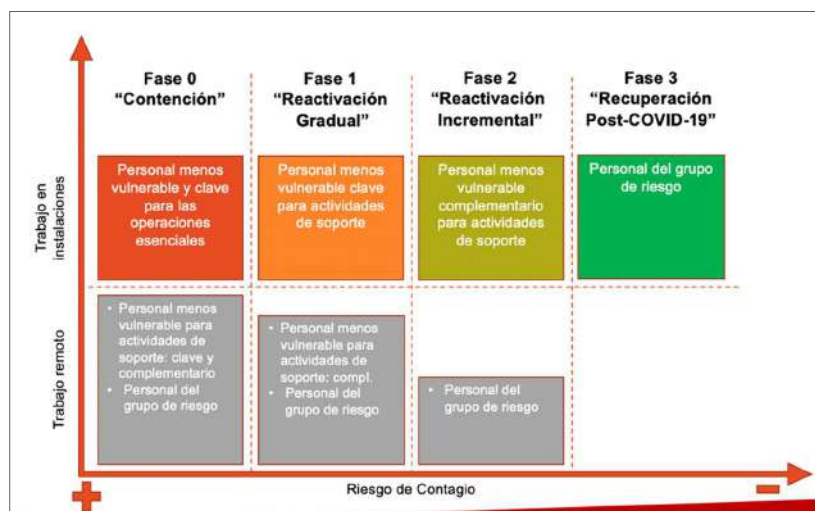 Fase 0
“Contención”
Fase 1
“Reactivación
Gradual”
Fase 2
“Reactivación
Incremental”
Fase 3
“Recuperación
Post-COVID-19”
Trabajo en
instalaciones
Personal menos
vulnerable y clave
para las
operaciones
esenciales
Personal menos
vulnerable clave
para actividades
de soporte
Personal menos
vulnerable
complementario
para actividades
de soporte
Personal del grupo
de riesgo
Trabajo remoto
• Personal menos
vulnerable para
actividades de
soporte: clave y
complementario
• Personal del
grupo de riesgo
• Personal menos
vulnerable para
actividades de
soporte: compl.
• Personal del
grupo de riesgo
• Personal del
grupo de riesgo
+
Riesgo de Contagio
-